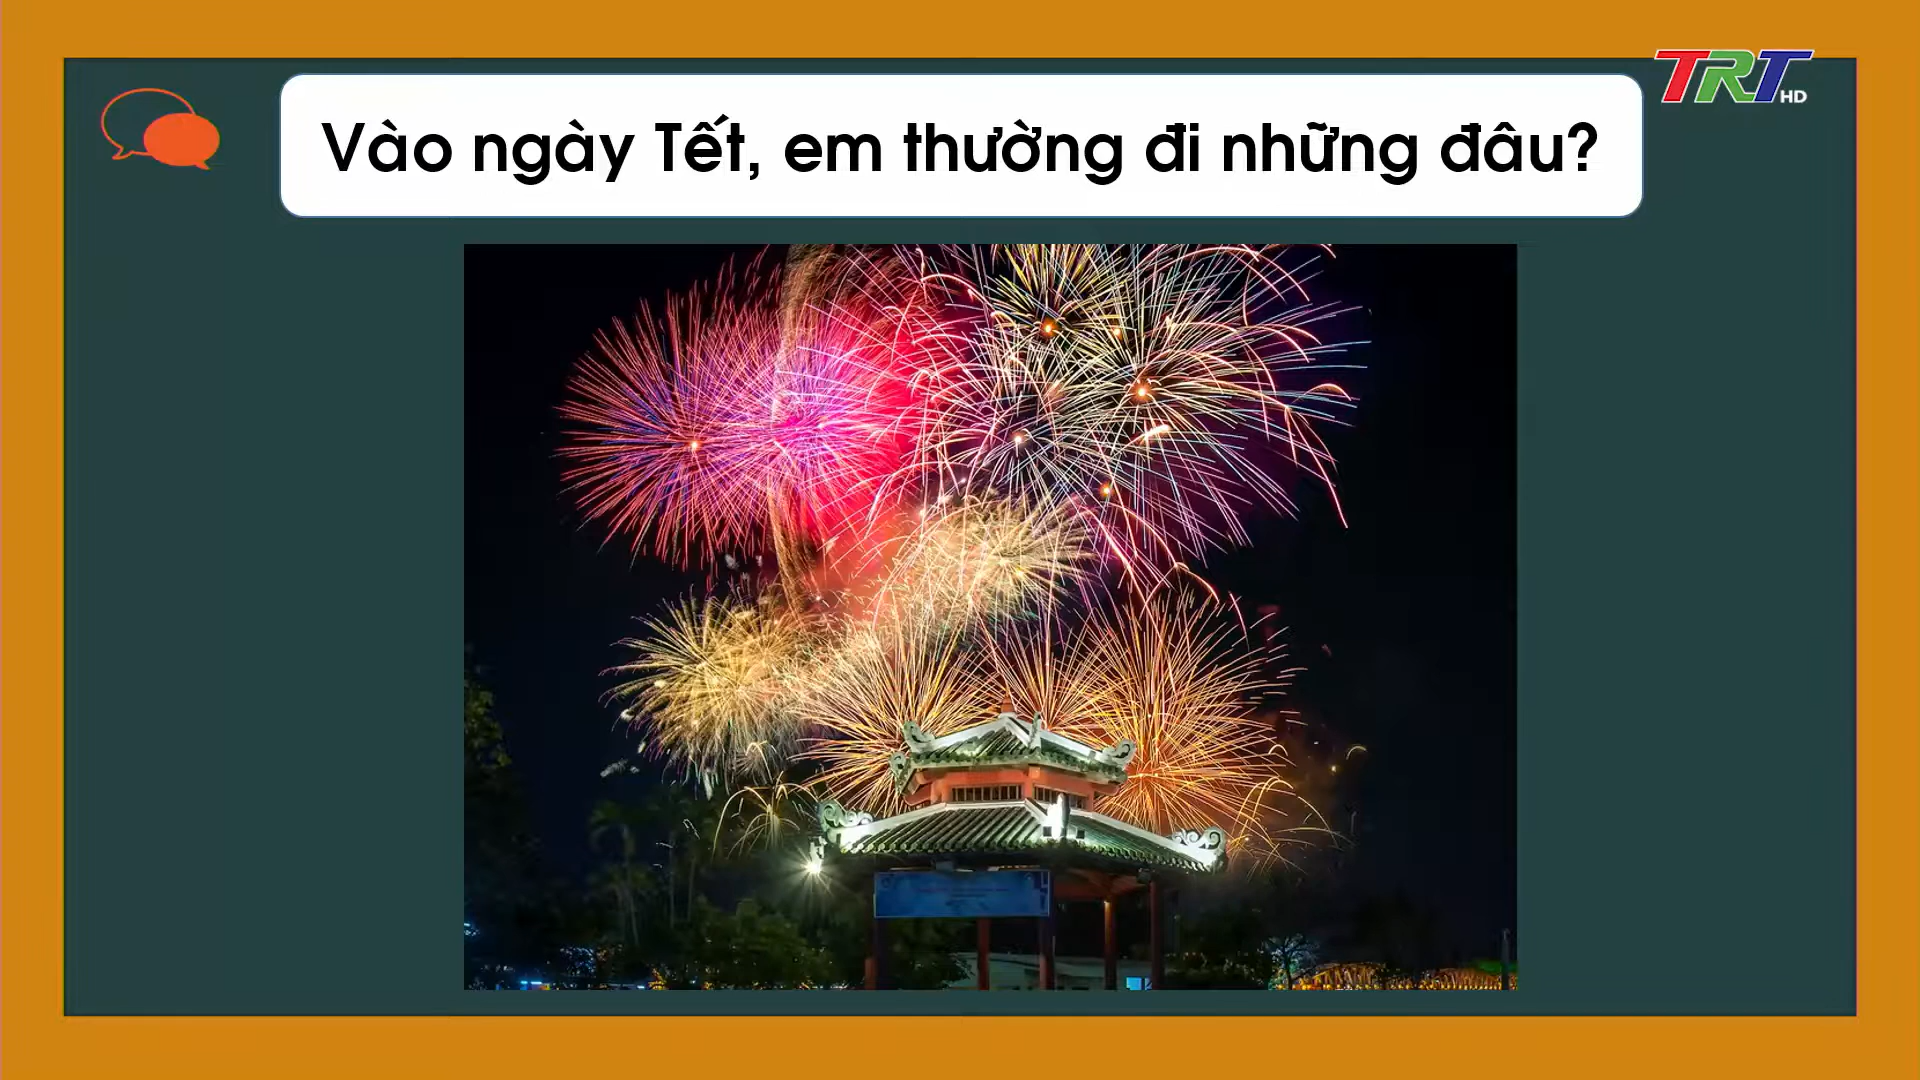 TRT HD
Vào ngày Tết, em thường đi những đâu?